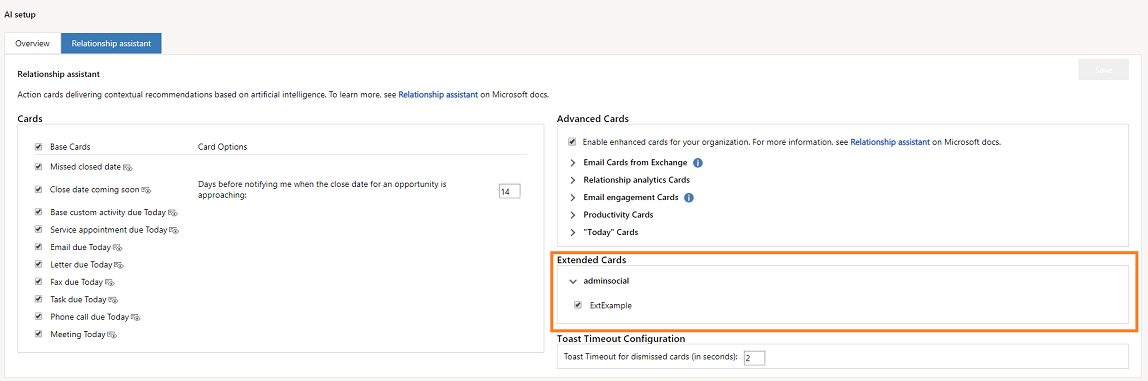 AI setup
Overview
Relationship assistant
Relationship assistant
Save
Action cards delivering contextual recommendations based on artificial intelligence. To learn more, see Relationship assistant on Microsoft docs.
Cards
Base Cards
Card Options
Missed closed date
Close date coming soon
Days before notifying me when the close date for an opportunity is
approaching:
14
Base custom activity due Today
Service appointment due Today
Email due Today
Letter due Today
Fax due Today
Task due Today
Phone call due Today
Meeting Today
Advanced Cards
Enable enhanced cards for your organization. For more information, see Relationship assistant on Microsoft docs.
Email Cards from Exchange
Relationship analytics Cards
Email engagement Cards
Productivity Cards
"Today" Cards
Extended Cards
adminsocial
ExtExample
Toast Timeout Configuration
Toast Timeout for dismissed cards (in seconds):
2